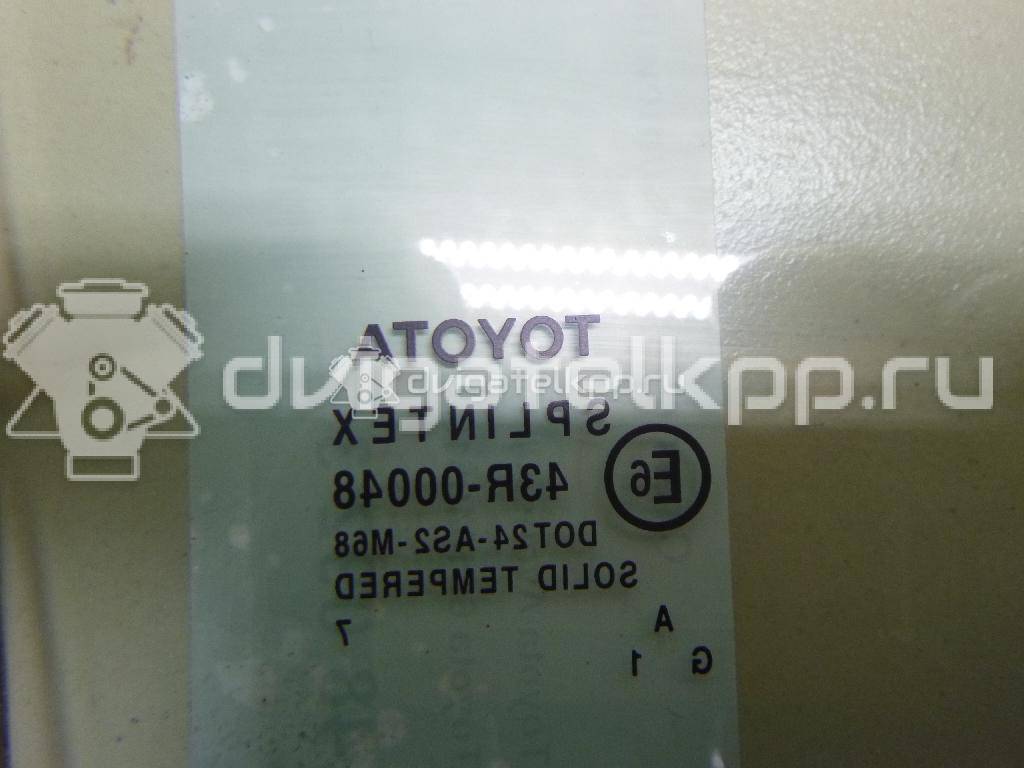 TOYOTA
dvigatelkpp.ru
dvigatelkpp.ru
SPLINTEX
E6 43R-00048
DOT24-AS2-M68
SOLID TEMPERED
A 7
G 1